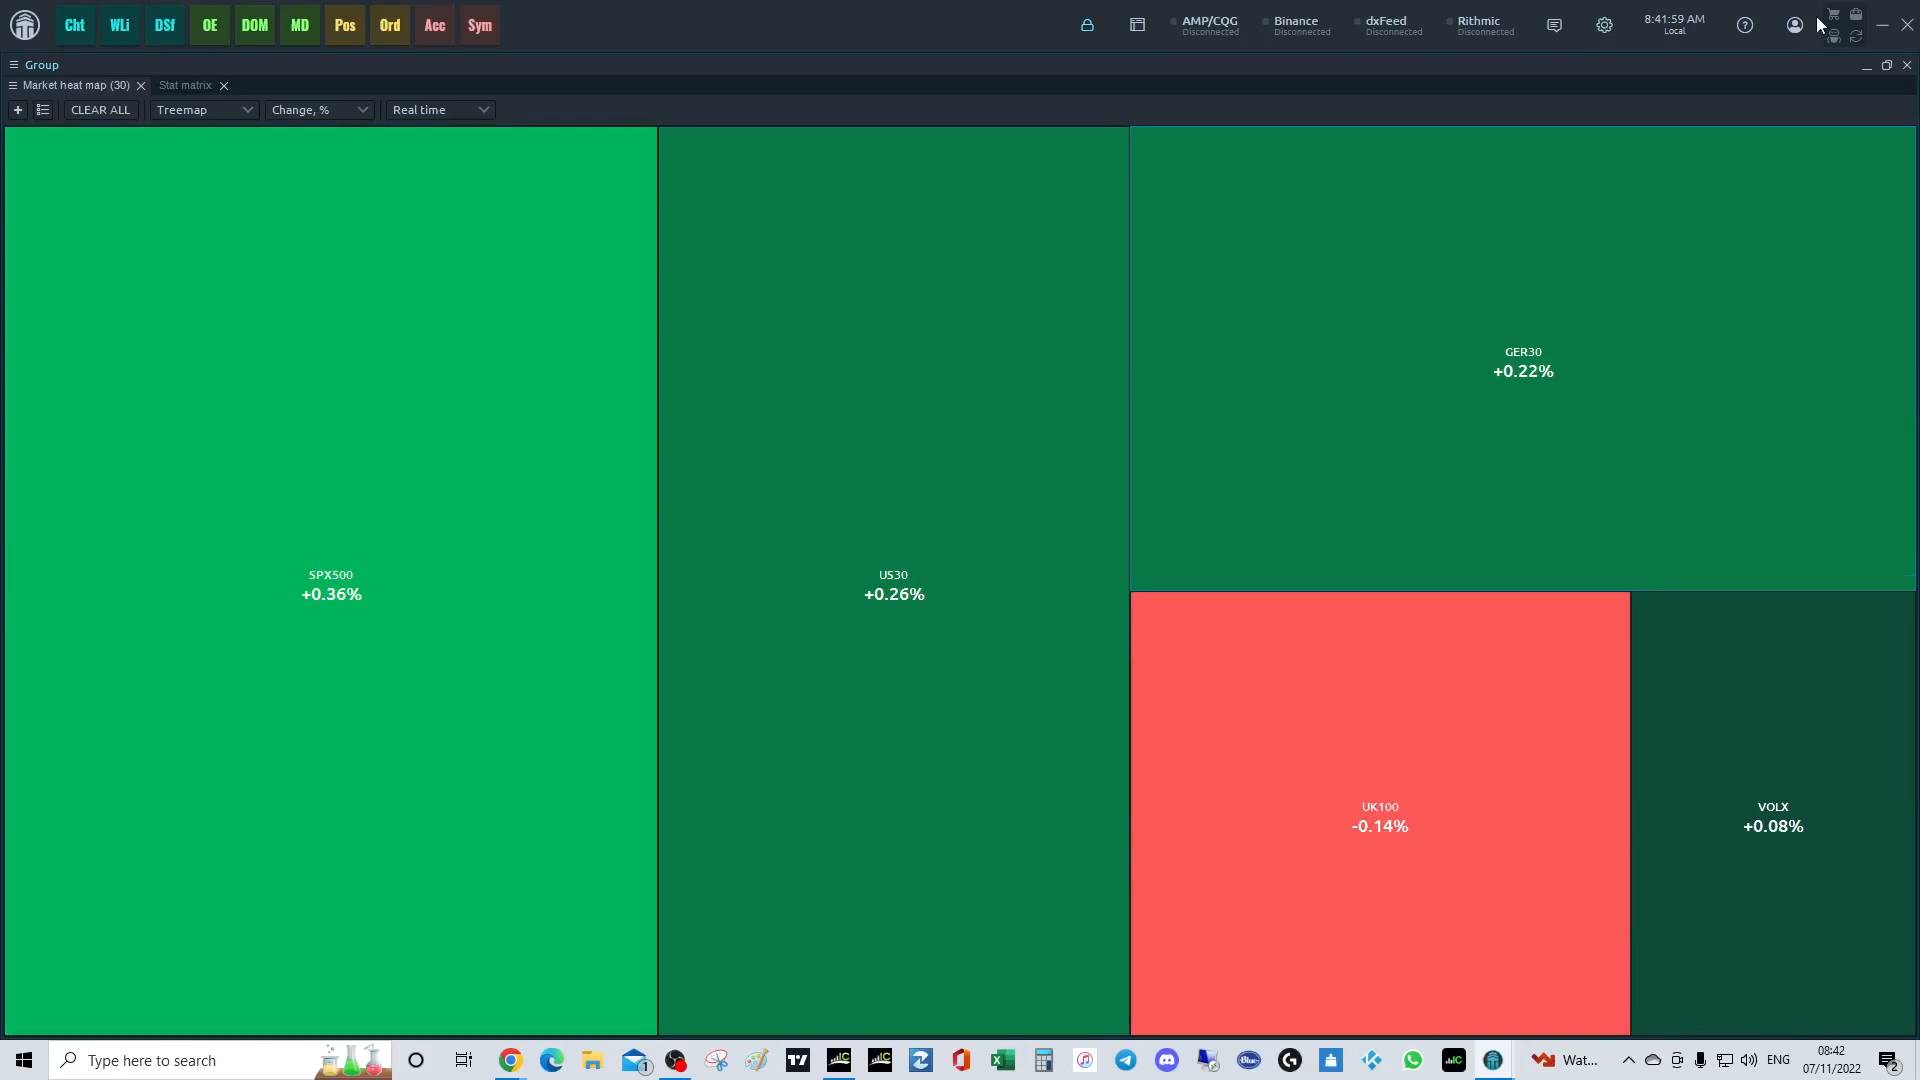 Cht WLi DSf OE DOM MD Pos Ord Acc Sym
AMP/CQG
Disconnected
Binance
Disconnected
dxFeed
Disconnected
Rithmic
Disconnected
8:41:59 AM
Local
Group
Market heat map (30)
Stat matrix
CLEAR ALL
Treemap
Change, %
Real time
GER30
+0.22%
SPX500
+0.36%
US30
+0.26%
UK100
-0.14%
VOLX
+0.08%
Type here to search
Wat...
ENG
08:42
07/11/2022